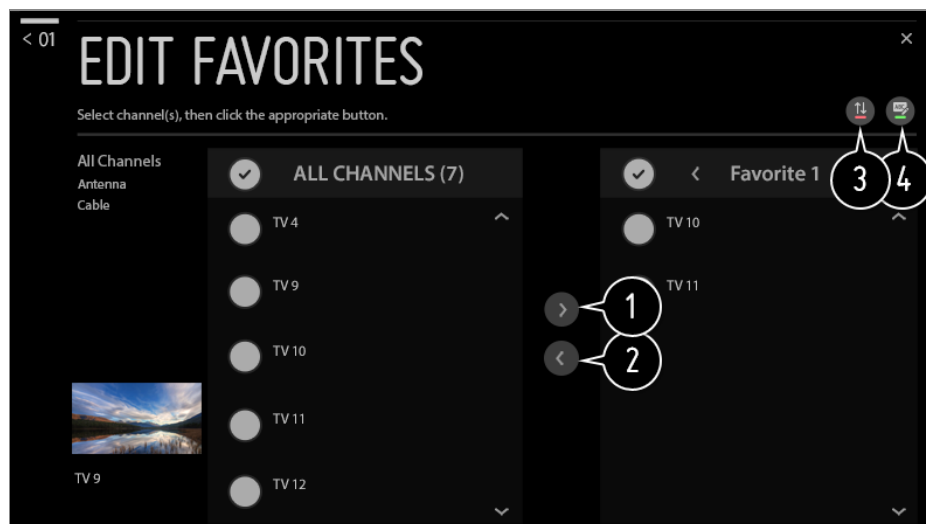 < 01
EDIT FAVORITES
Select channel(s), then click the appropriate button.
ABC
3
4
All Channels
Antenna
Cable
ALL CHANNELS (7)
TV 4
TV 9
TV 10
TV 11
TV 12
1
2
Favorite 1
TV 10
TV 11
TV 9